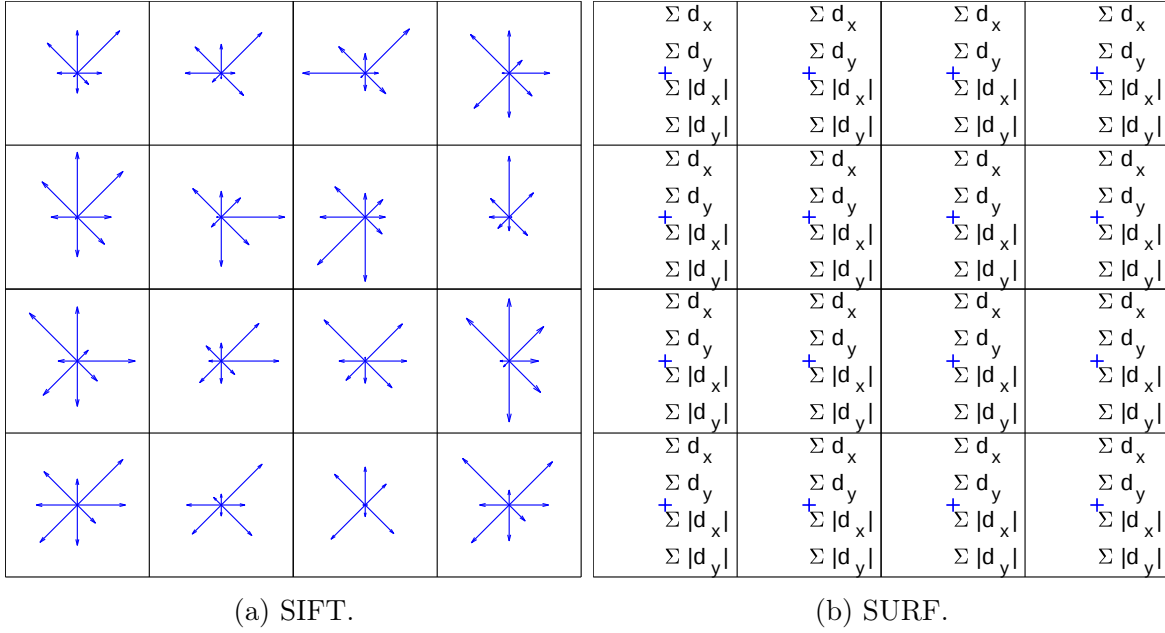 Σ d_x Σ d_x Σ d_x Σ d_x
Σ d_y Σ d_y Σ d_y Σ d_y
Σ |d_x| Σ |d_x| Σ |d_x| Σ |d_x|
Σ |d_y| Σ |d_y| Σ |d_y| Σ |d_y|
Σ d_x Σ d_x Σ d_x Σ d_x
Σ d_y Σ d_y Σ d_y Σ d_y
Σ |d_x| Σ |d_x| Σ |d_x| Σ |d_x|
Σ |d_y| Σ |d_y| Σ |d_y| Σ |d_y|
Σ d_x Σ d_x Σ d_x Σ d_x
Σ d_y Σ d_y Σ d_y Σ d_y
Σ |d_x| Σ |d_x| Σ |d_x| Σ |d_x|
Σ |d_y| Σ |d_y| Σ |d_y| Σ |d_y|
Σ d_x Σ d_x Σ d_x Σ d_x
Σ d_y Σ d_y Σ d_y Σ d_y
Σ |d_x| Σ |d_x| Σ |d_x| Σ |d_x|
Σ |d_y| Σ |d_y| Σ |d_y| Σ |d_y|
(a) SIFT.
(b) SURF.